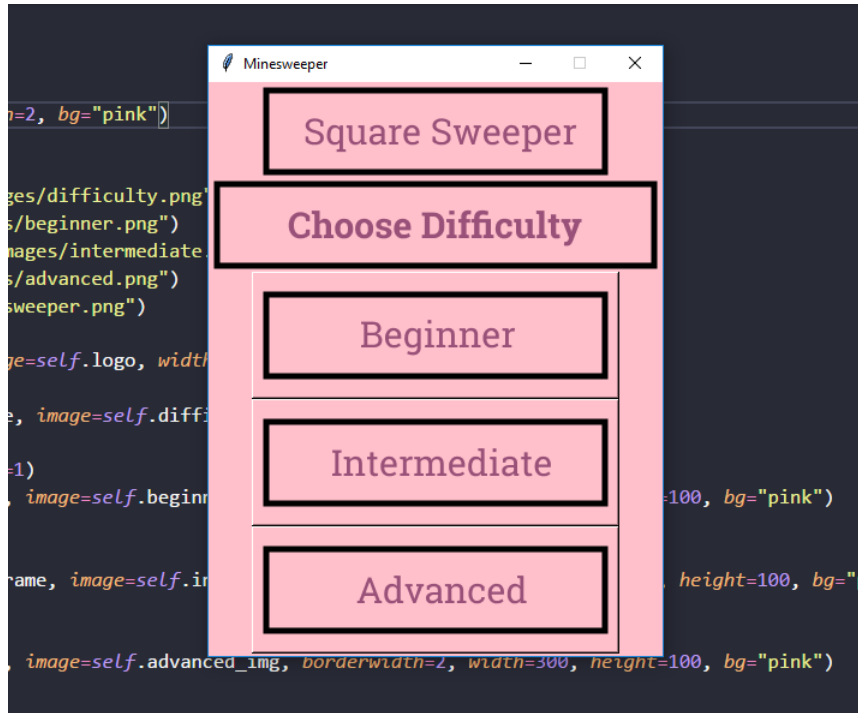 Minesweeper
Square Sweeper
Choose Difficulty
Beginner
Intermediate
Advanced
=2, bg="pink")
ges/difficulty.png"
s/beginner.png")
mages/intermediate.
s/advanced.png")
sweeper.png")
ge=self.logo, width
, image=self.diffi
=1)
, image=self.beginn =100, bg="pink")
rame, image=self.in , height=100, bg="
, image=self.advanced_img, borderwidth=2, width=300, height=100, bg="pink")